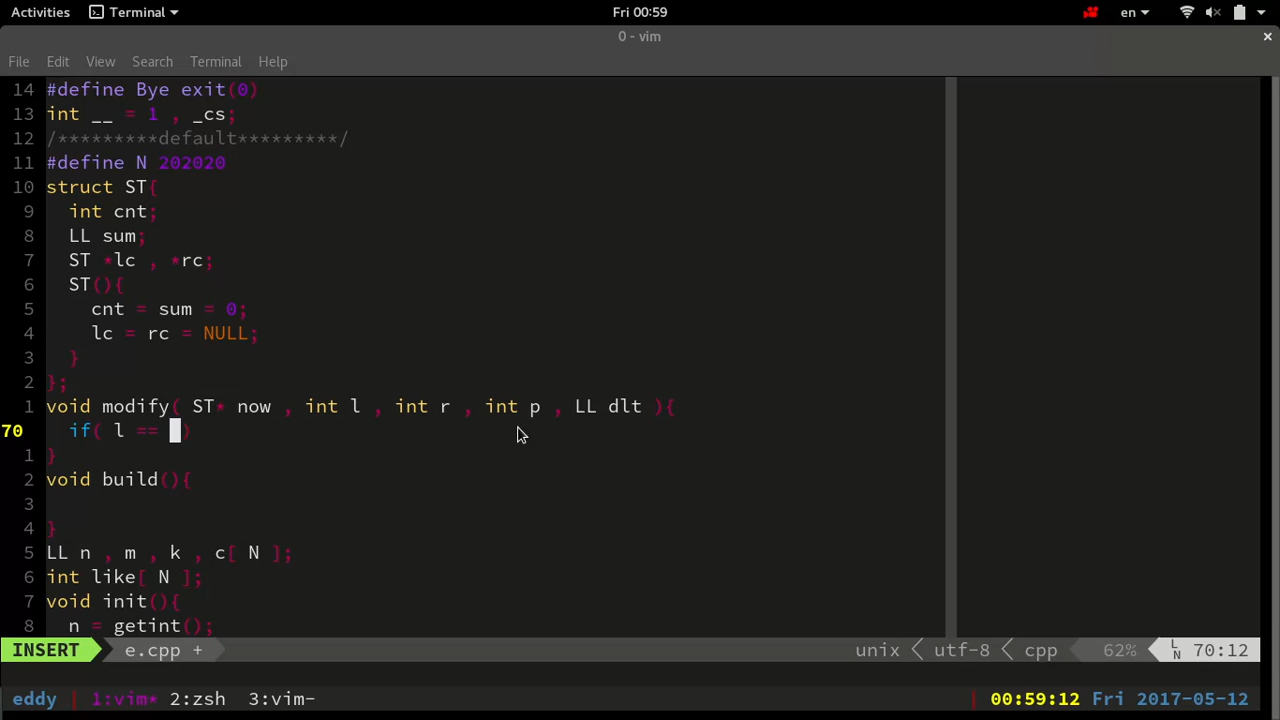 Activities Terminal Fri 00:59 en
0 - vim ×
File Edit View Search Terminal Help
14 #define Bye exit(0)
13 int __ = 1 , _cs;
12 /*********default*********/
11 #define N 202020
10 struct ST{
9 int cnt;
8 LL sum;
7 ST *lc , *rc;
6 ST(){
5 cnt = sum = 0;
4 lc = rc = NULL;
3 }
2 };
1 void modify( ST* now , int l , int r , int p , LL dlt ){
70 if( l == )
1 }
2 void build(){
3
4 }
5 LL n , m , k , c[ N ];
6 int like[ N ];
7 void init(){
8 n = getint();
INSERT e.cpp + unix utf-8 cpp 62% LN 70:12
eddy 1:vim* 2:zsh 3:vim- 00:59:12 Fri 2017-05-12